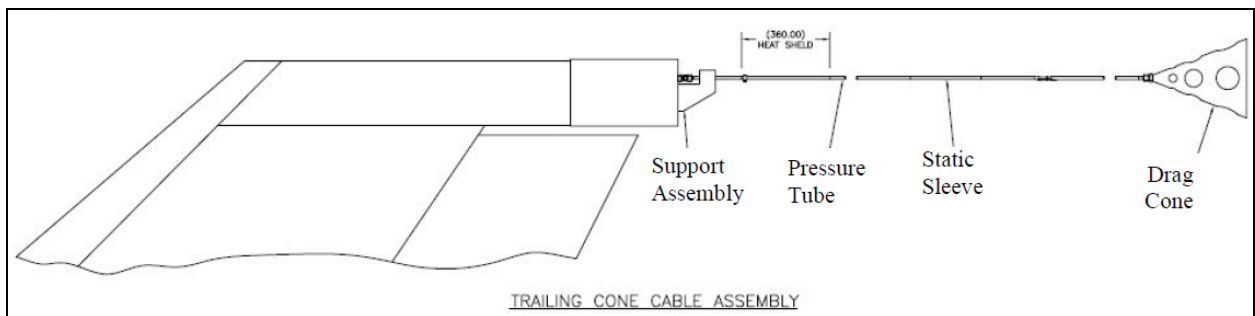 (360.00)
HEAT SHELD
Support
Assembly
Pressure
Tube
Static
Sleeve
Drag
Cone
TRAILING CONE CABLE ASSEMBLY